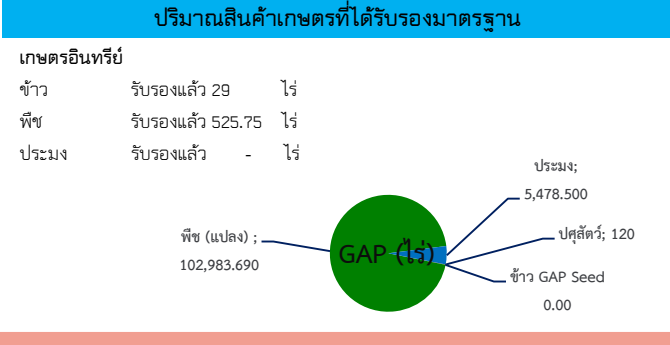 ปริมาณสินค้าเกษตรที่ได้รับรองมาตรฐาน
เกษตรอินทรีย์
ข้าว รับรองแล้ว 29 ไร่
พืช รับรองแล้ว 525.75 ไร่
ประมง รับรองแล้ว - ไร่
ประมง;
5,478.500
พืช (แปลง) ;
102,983.690
GAP (ไร่)
ปศุสัตว์; 120
ข้าว GAP Seed
0.00